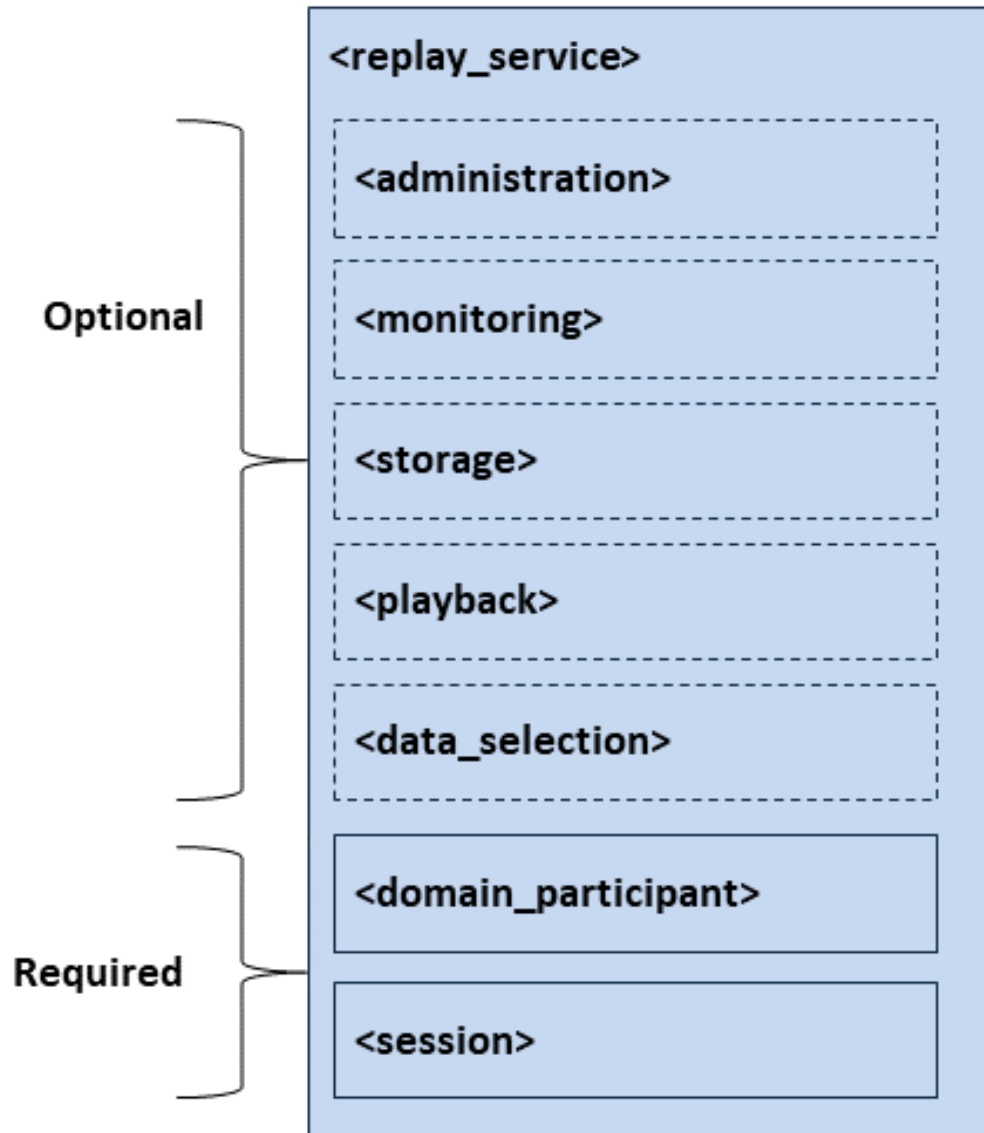 <replay_service>
<administration>
<monitoring>
Optional
<storage>
<playback>
<data_selection>
<domain_participant>
Required
<session>